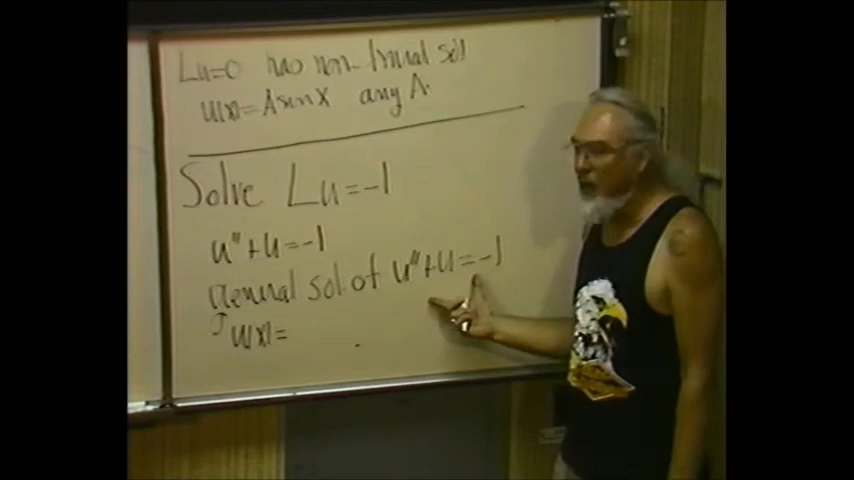 Lu=0 has non-trivial sol
u(x)=A sin x any A.
Solve Lu=-1
u"+u=-1
General sol. of u"+u=-1
u(x)=